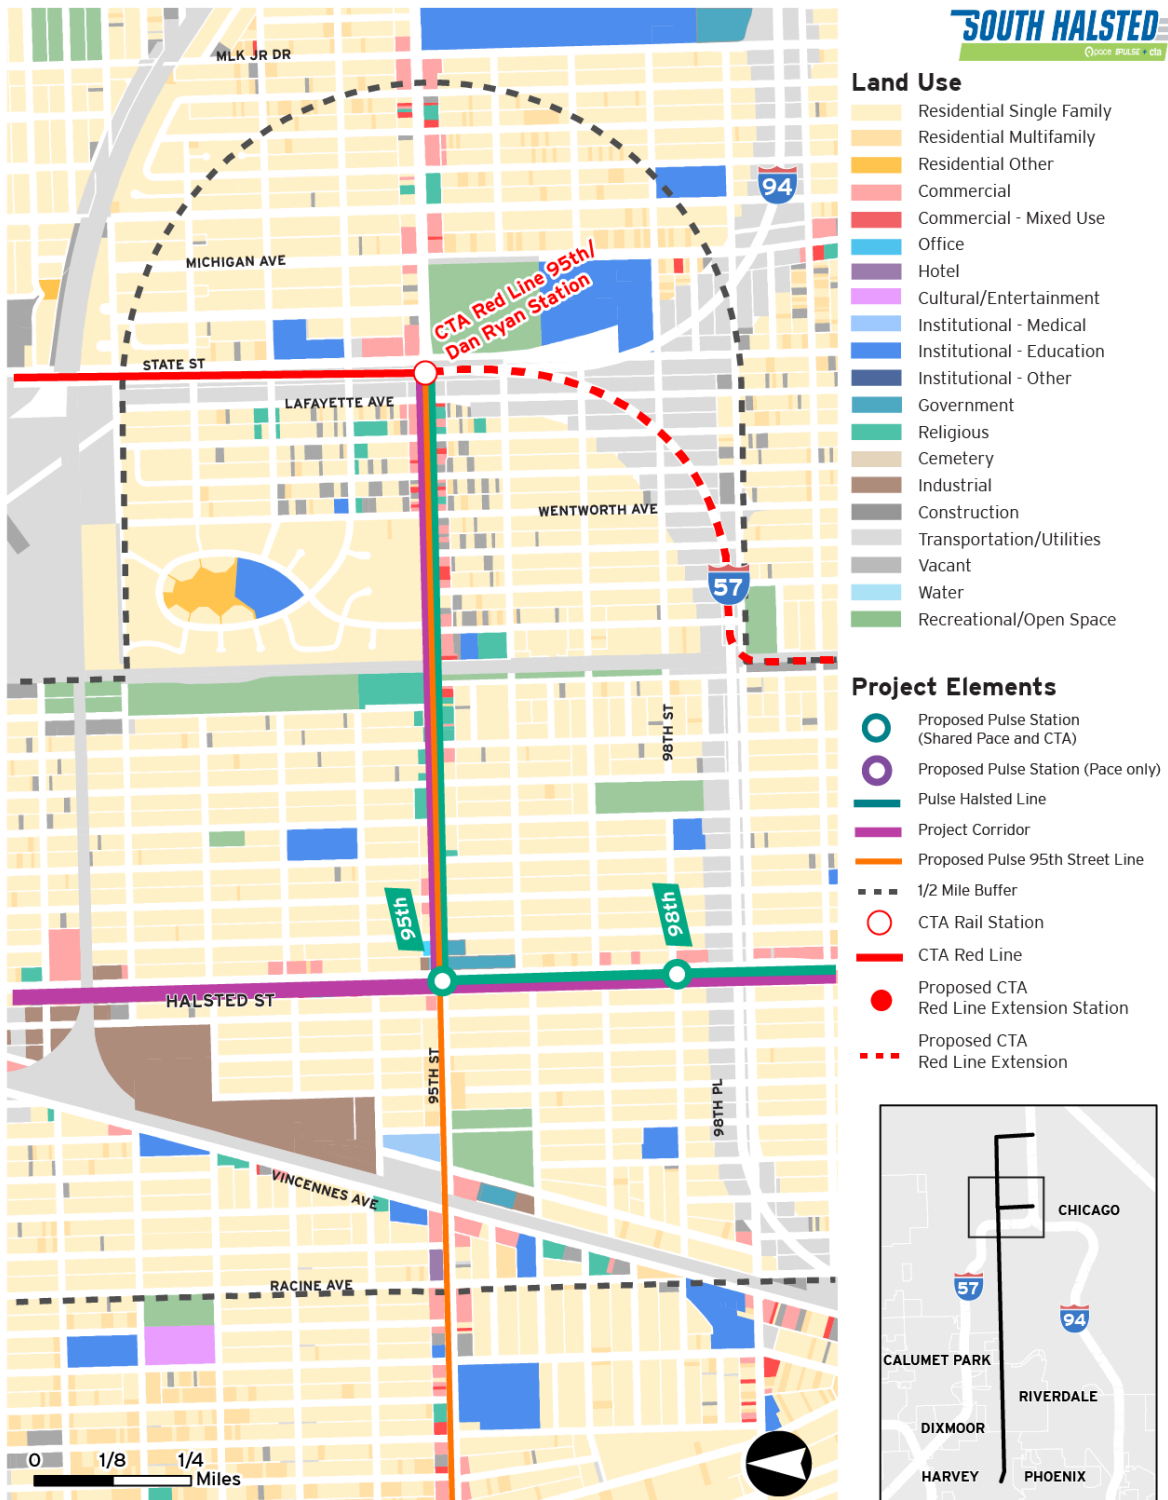 SOUTH HALSTED
pace PULSE + cta
MLK JR DR
94
MICHIGAN AVE
CTA Red Line 95th/
Dan Ryan Station
STATE ST
LAFAYETTE AVE
WENTWORTH AVE
57
98TH ST
95th
98th
HALSTED ST
95TH ST
98TH PL
VINCENNES AVE
RACINE AVE
0 1/8 1/4
Miles
Land Use
Residential Single Family
Residential Multifamily
Residential Other
Commercial
Commercial - Mixed Use
Office
Hotel
Cultural/Entertainment
Institutional - Medical
Institutional - Education
Institutional - Other
Government
Religious
Cemetery
Industrial
Construction
Transportation/Utilities
Vacant
Water
Recreational/Open Space
Project Elements
Proposed Pulse Station
(Shared Pace and CTA)
Proposed Pulse Station (Pace only)
Pulse Halsted Line
Project Corridor
Proposed Pulse 95th Street Line
1/2 Mile Buffer
CTA Rail Station
CTA Red Line
Proposed CTA
Red Line Extension Station
Proposed CTA
Red Line Extension
CHICAGO
57
94
CALUMET PARK
RIVERDALE
DIXMOOR
HARVEY
PHOENIX